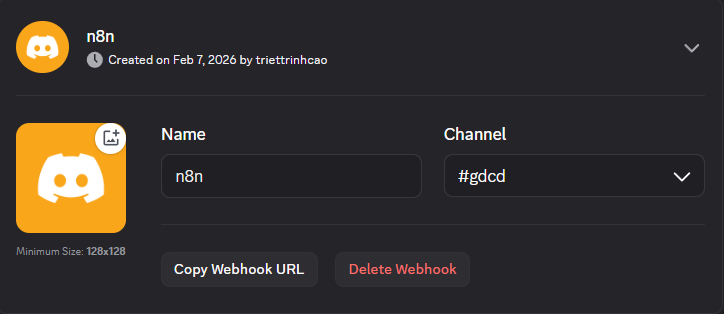 n8n
Created on Feb 7, 2026 by triettrinhcao
Name
Channel
n8n
#gdcd
Minimum Size: 128x128
Copy Webhook URL
Delete Webhook